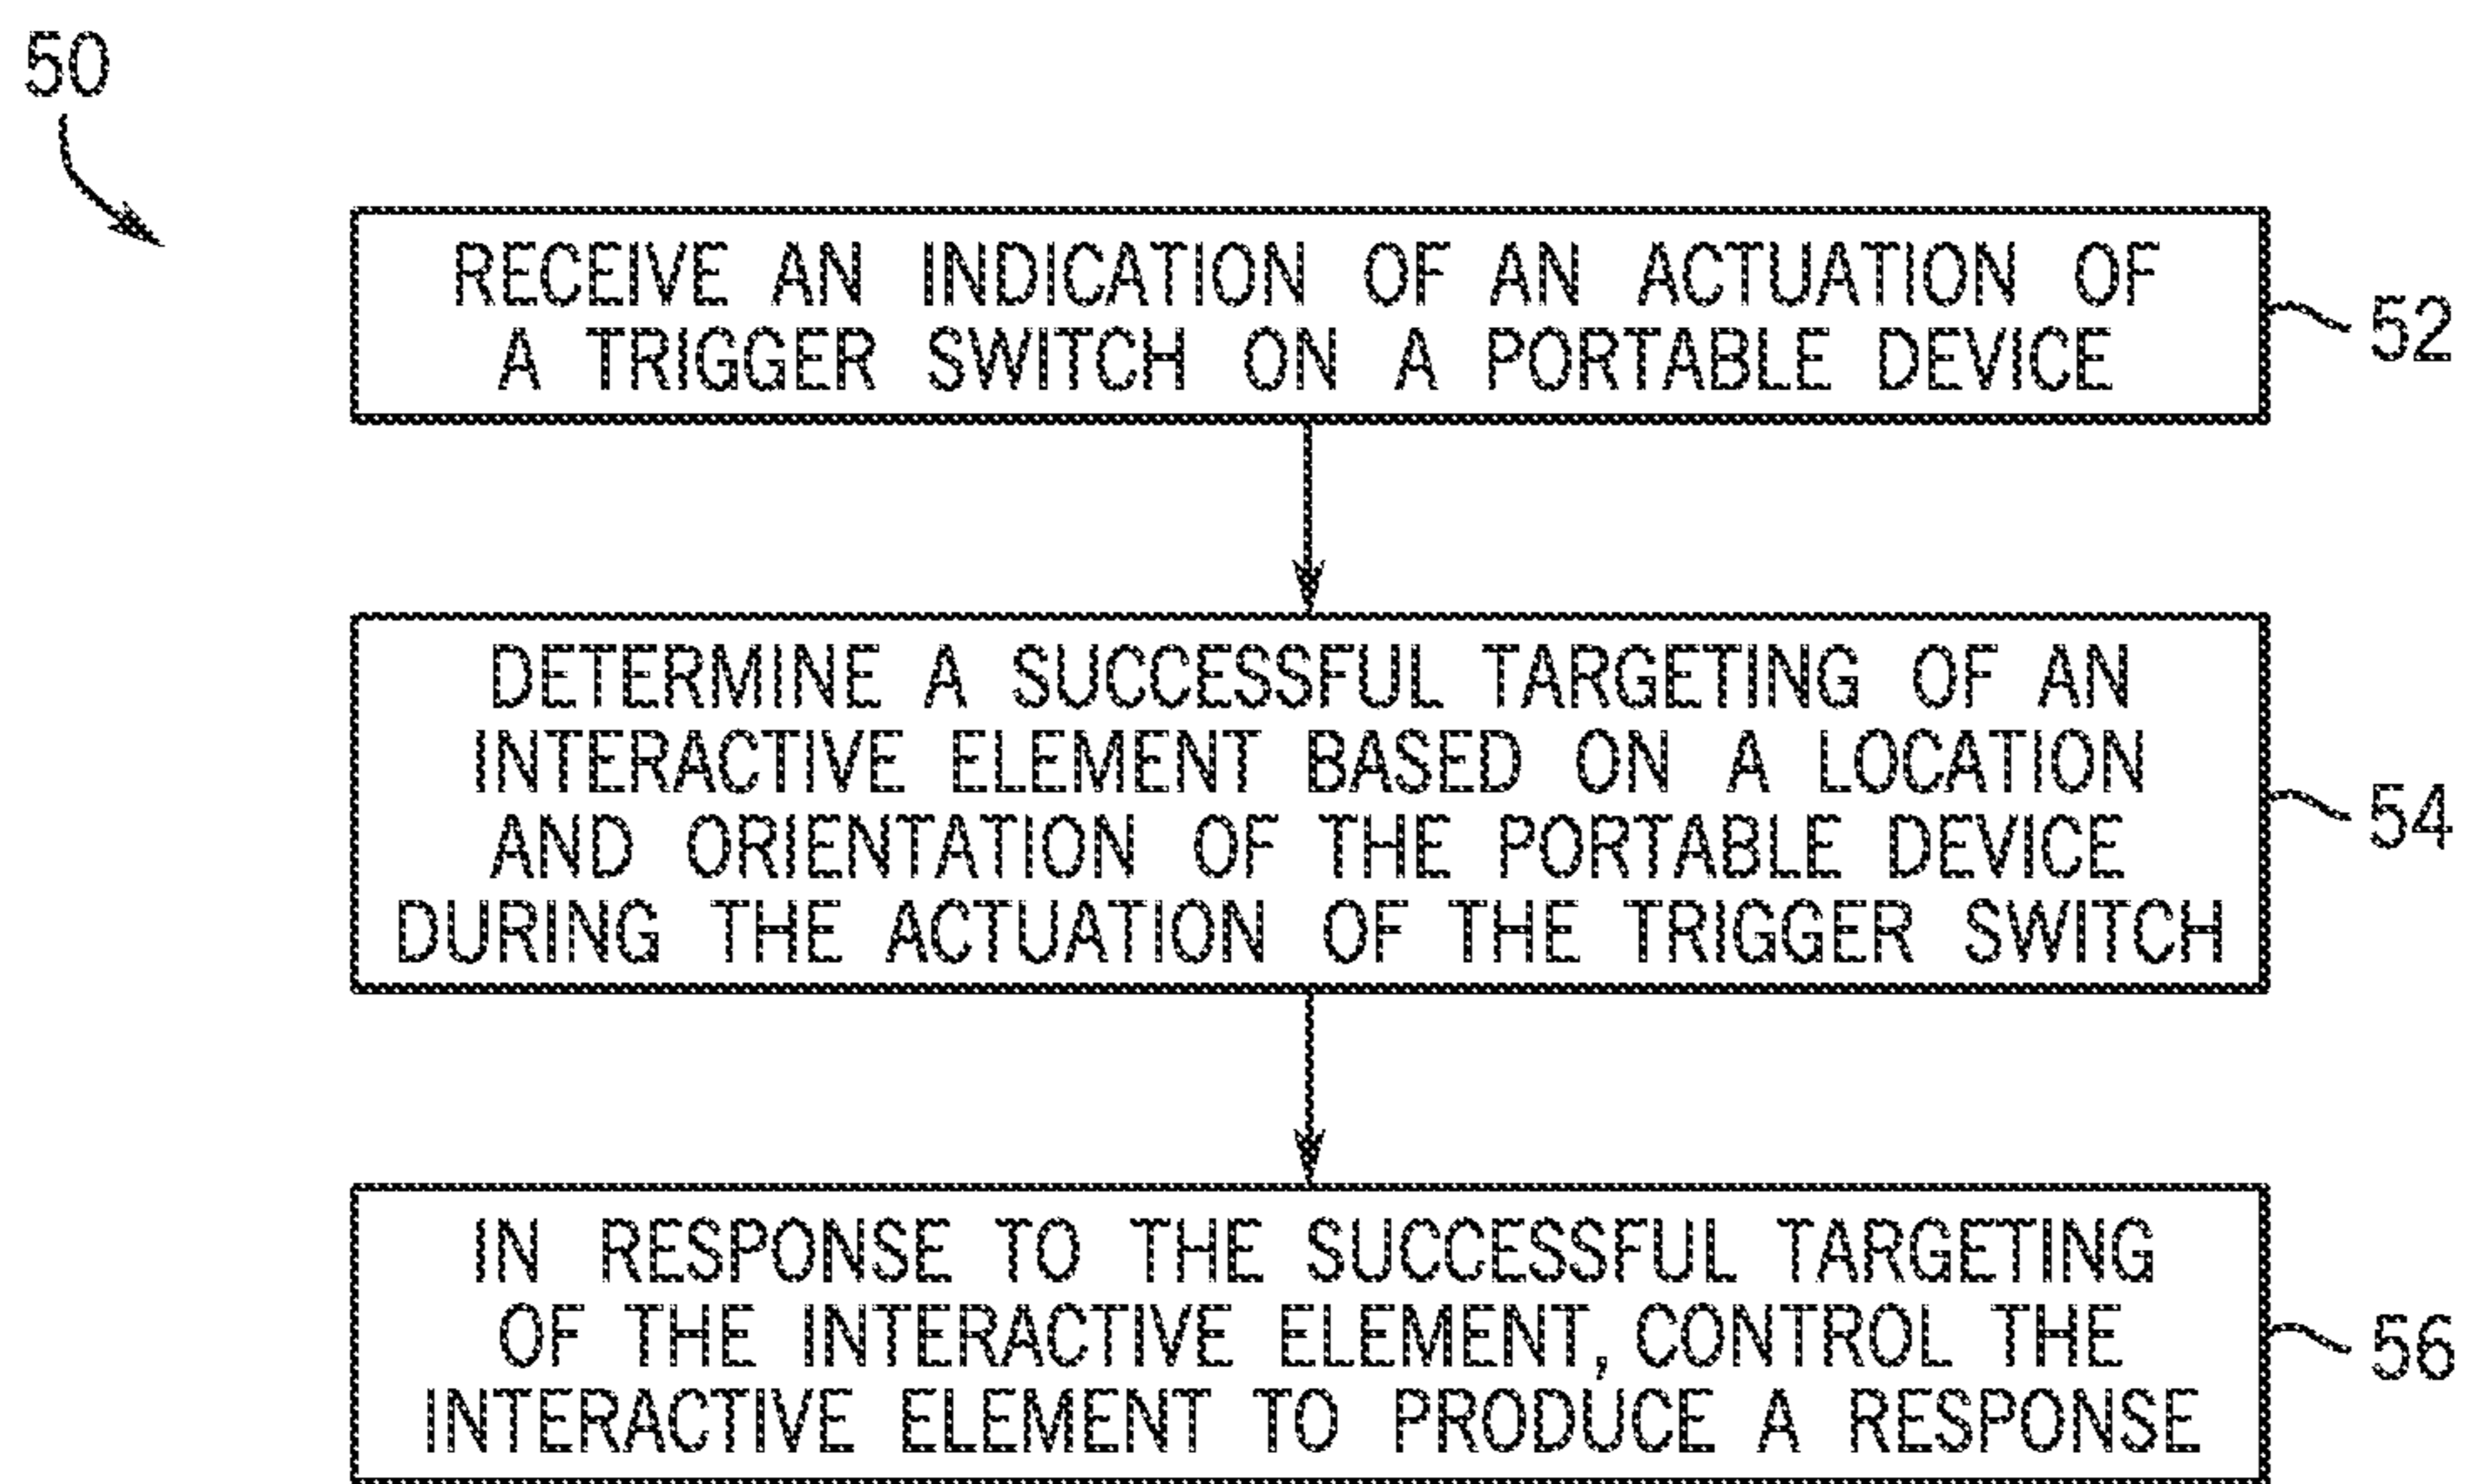 50
RECEIVE AN INDICATION OF AN ACTUATION OF
A TRIGGER SWITCH ON A PORTABLE DEVICE
52
DETERMINE A SUCCESSFUL TARGETING OF AN
INTERACTIVE ELEMENT BASED ON A LOCATION
AND ORIENTATION OF THE PORTABLE DEVICE
DURING THE ACTUATION OF THE TRIGGER SWITCH
54
IN RESPONSE TO THE SUCCESSFUL TARGETING
OF THE INTERACTIVE ELEMENT, CONTROL THE
INTERACTIVE ELEMENT TO PRODUCE A RESPONSE
56